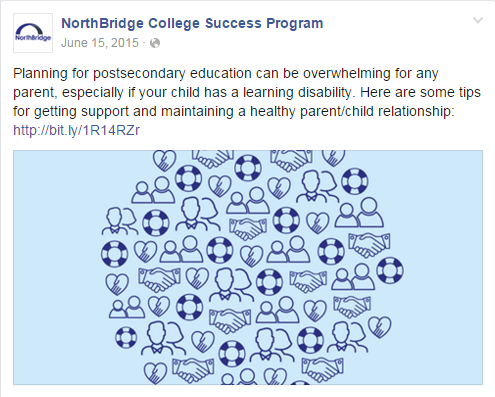 NorthBridge College Success Program
NorthBridge
June 15, 2015 ·
Planning for postsecondary education can be overwhelming for any
parent, especially if your child has a learning disability. Here are some tips
for getting support and maintaining a healthy parent/child relationship:
http://bit.ly/1R14RZr